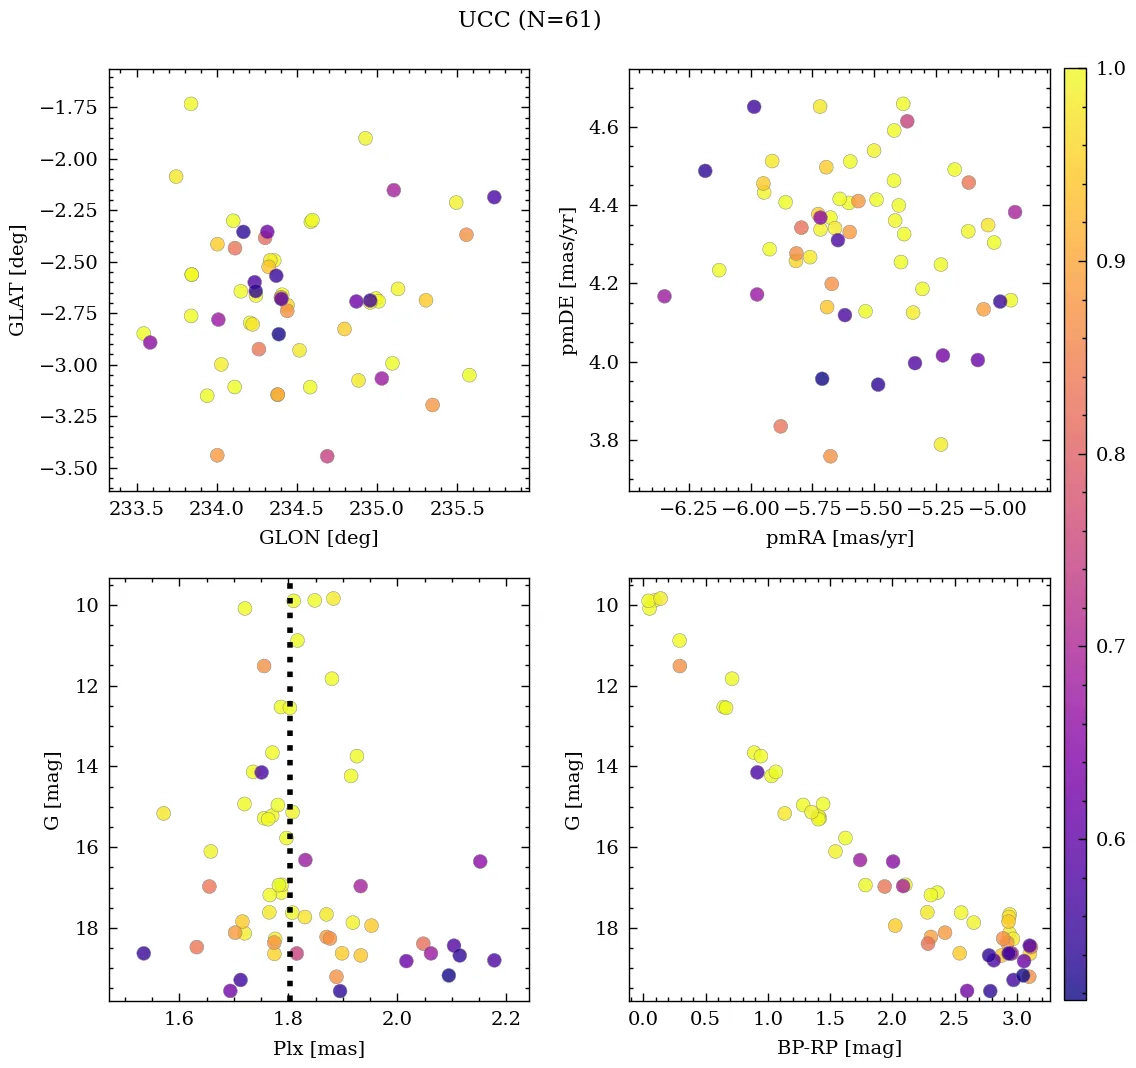 UCC (N=61)
−1.75
−2.00
−2.25
−2.50
−2.75
−3.00
−3.25
−3.50
GLAT [deg]
233.5 234.0 234.5 235.0 235.5
GLON [deg]
4.6
4.4
4.2
4.0
3.8
pmDE [mas/yr]
−6.25 −6.00 −5.75 −5.50 −5.25 −5.00
pmRA [mas/yr]
10
12
14
16
18
G [mag]
1.6 1.8 2.0 2.2
Plx [mas]
10
12
14
16
18
G [mag]
0.0 0.5 1.0 1.5 2.0 2.5 3.0
BP-RP [mag]
1.0
0.9
0.8
0.7
0.6